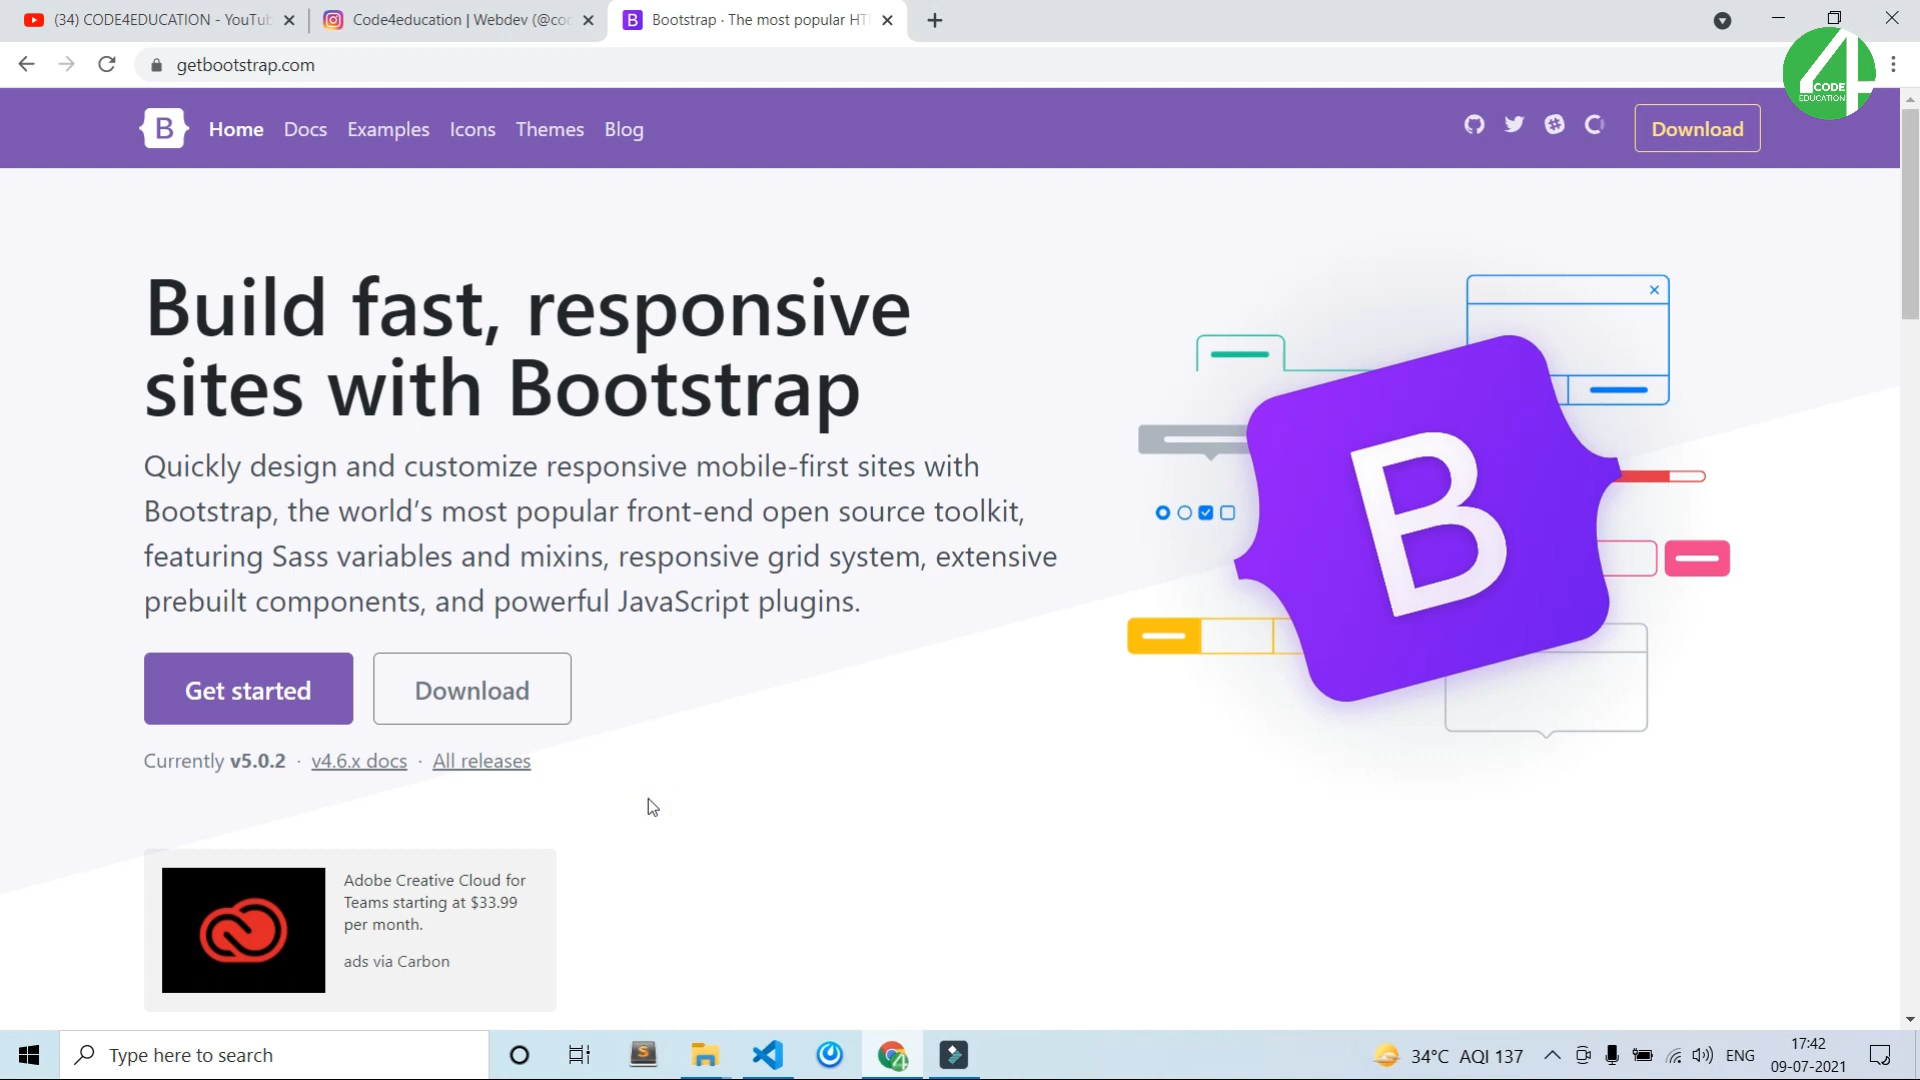 (34) CODE4EDUCATION - YouTub
Code4education | Webdev (@coc
Bootstrap · The most popular HT
getbootstrap.com
4
CODE
EDUCATION
B
Home Docs Examples Icons Themes Blog
Download
Build fast, responsive
sites with Bootstrap
Quickly design and customize responsive mobile-first sites with
Bootstrap, the world’s most popular front-end open source toolkit,
featuring Sass variables and mixins, responsive grid system, extensive
prebuilt components, and powerful JavaScript plugins.
B
Get started Download
Currently v5.0.2 · v4.6.x docs · All releases
Adobe Creative Cloud for
Teams starting at $33.99
per month.
ads via Carbon
Type here to search
34°C AQI 137
ENG
17:42
09-07-2021